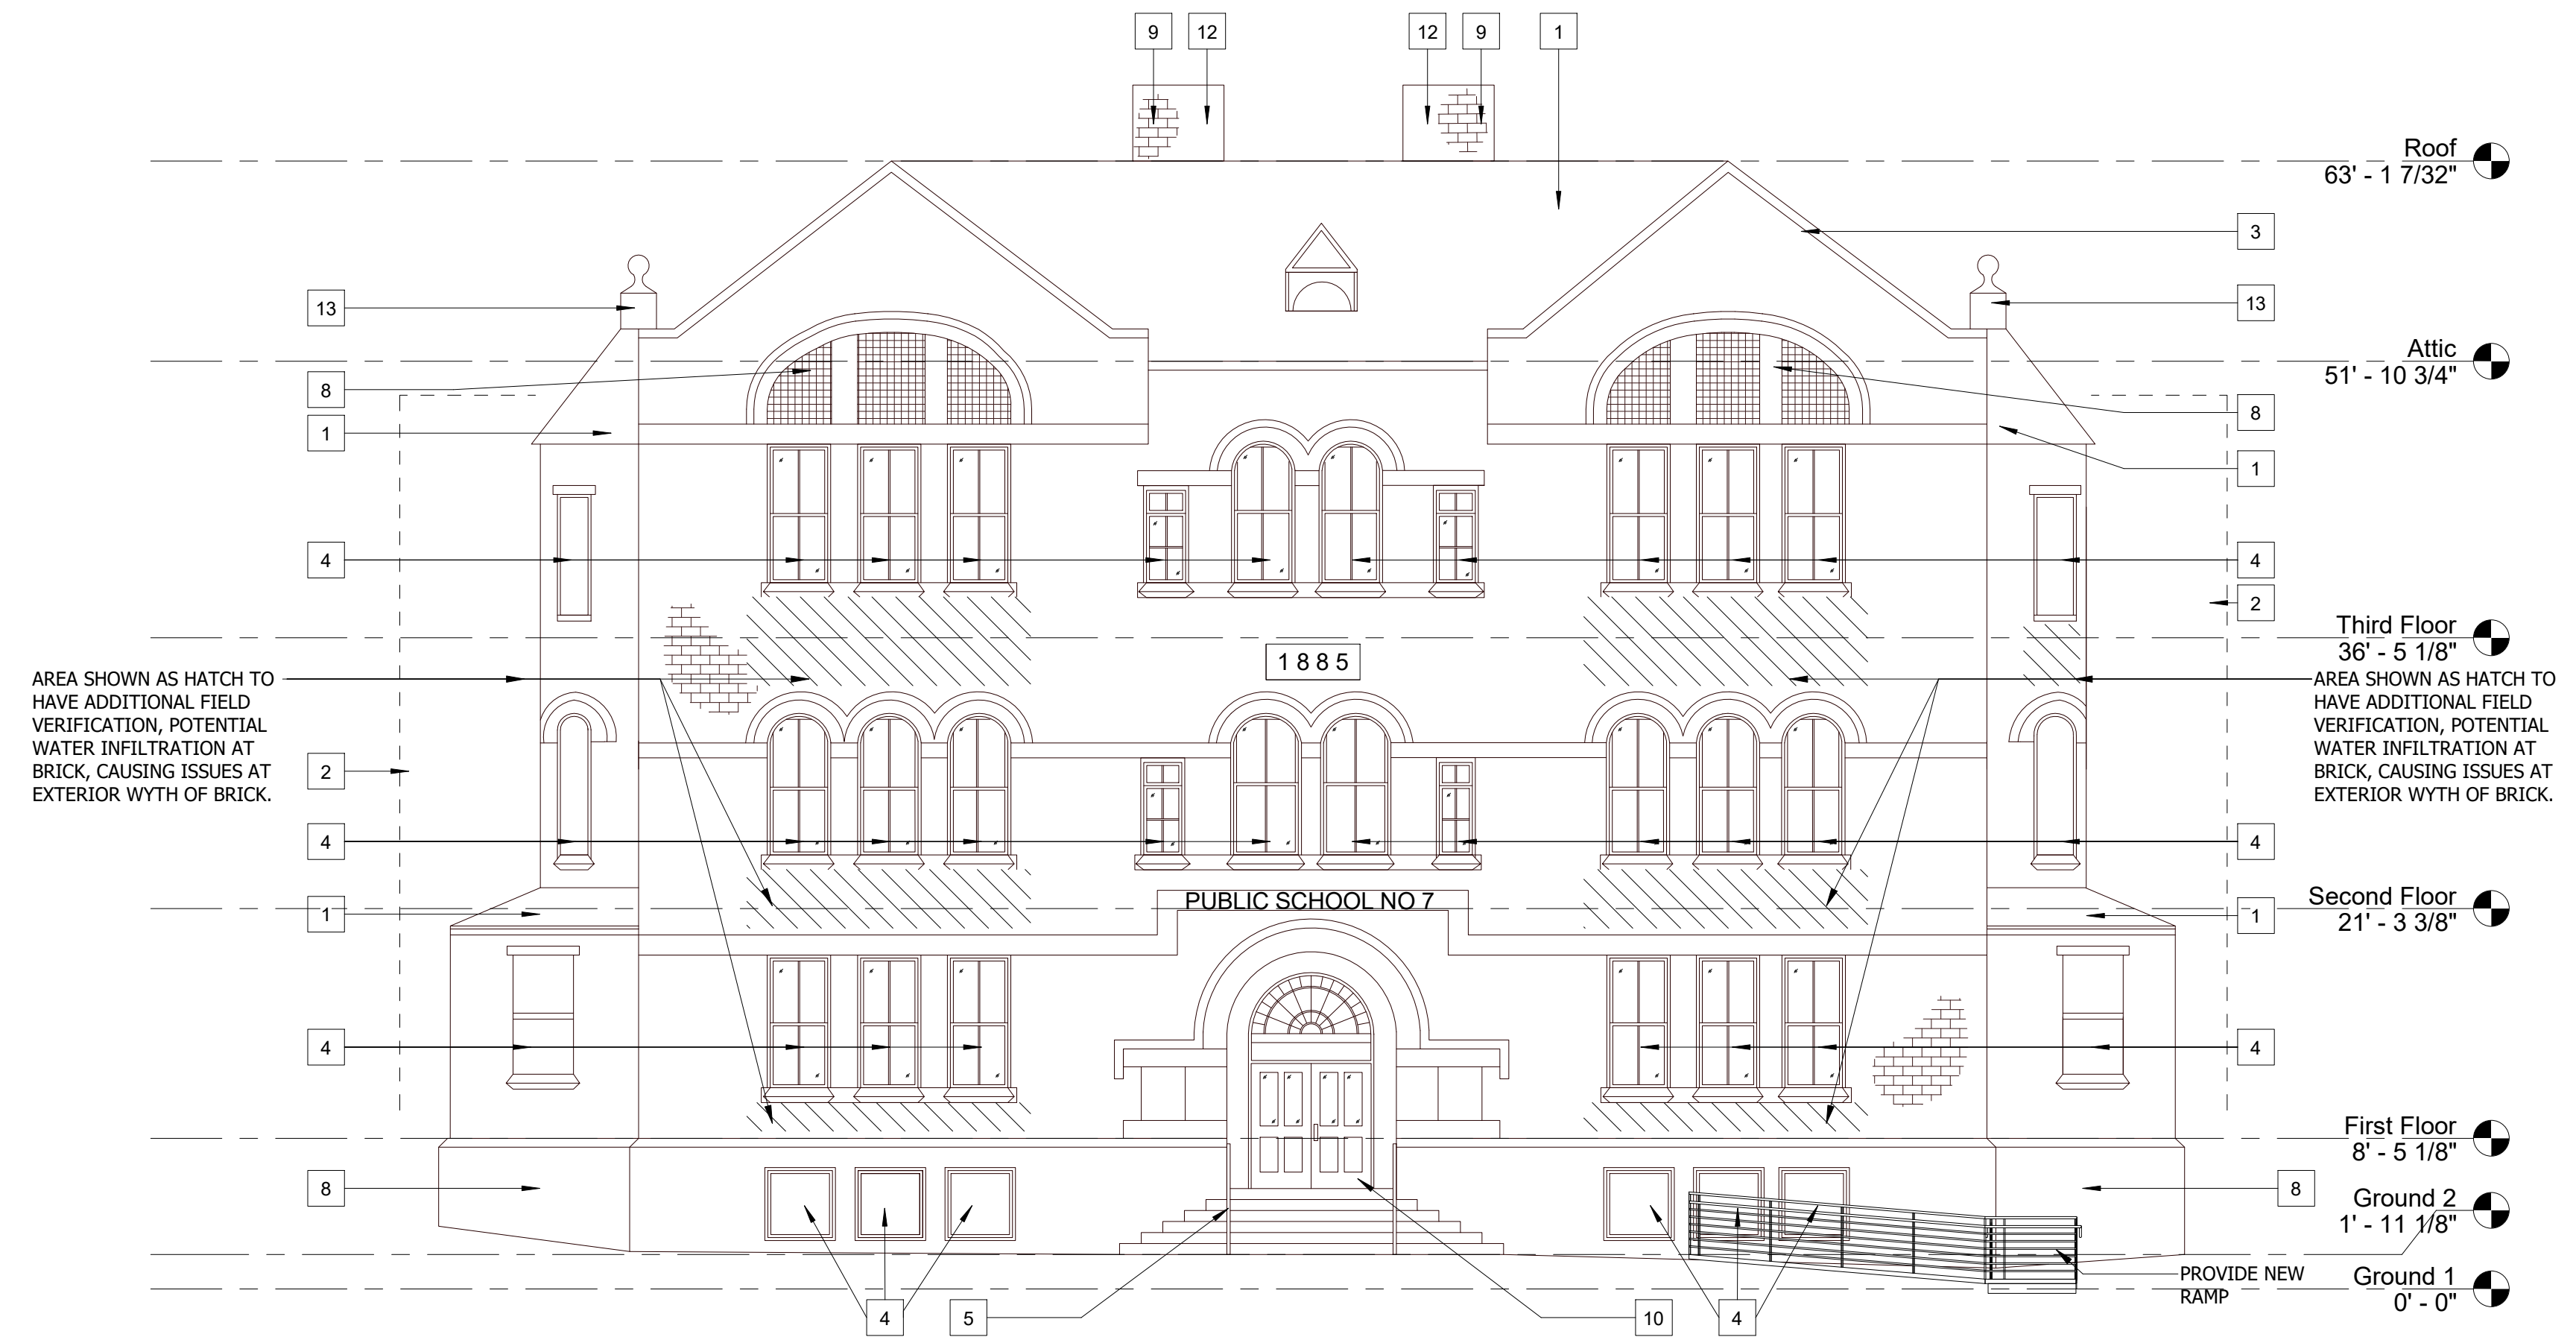 9 12 12 9 1
Roof
63' - 1 7/32"
3
13 13
Attic
51' - 10 3/4"
8 8
1 1
4 4
2
Third Floor
36' - 5 1/8"
1885
AREA SHOWN AS HATCH TO
HAVE ADDITIONAL FIELD
VERIFICATION, POTENTIAL
WATER INFILTRATION AT
BRICK, CAUSING ISSUES AT
EXTERIOR WYTH OF BRICK.
AREA SHOWN AS HATCH TO
HAVE ADDITIONAL FIELD
VERIFICATION, POTENTIAL
WATER INFILTRATION AT
BRICK, CAUSING ISSUES AT
EXTERIOR WYTH OF BRICK.
2
4 4
PUBLIC SCHOOL NO 7
Second Floor
21' - 3 3/8"
1 1
4 4
First Floor
8' - 5 1/8"
8 8
Ground 2
1' - 11 1/8"
PROVIDE NEW
RAMP
Ground 1
0' - 0"
4 5 10 4